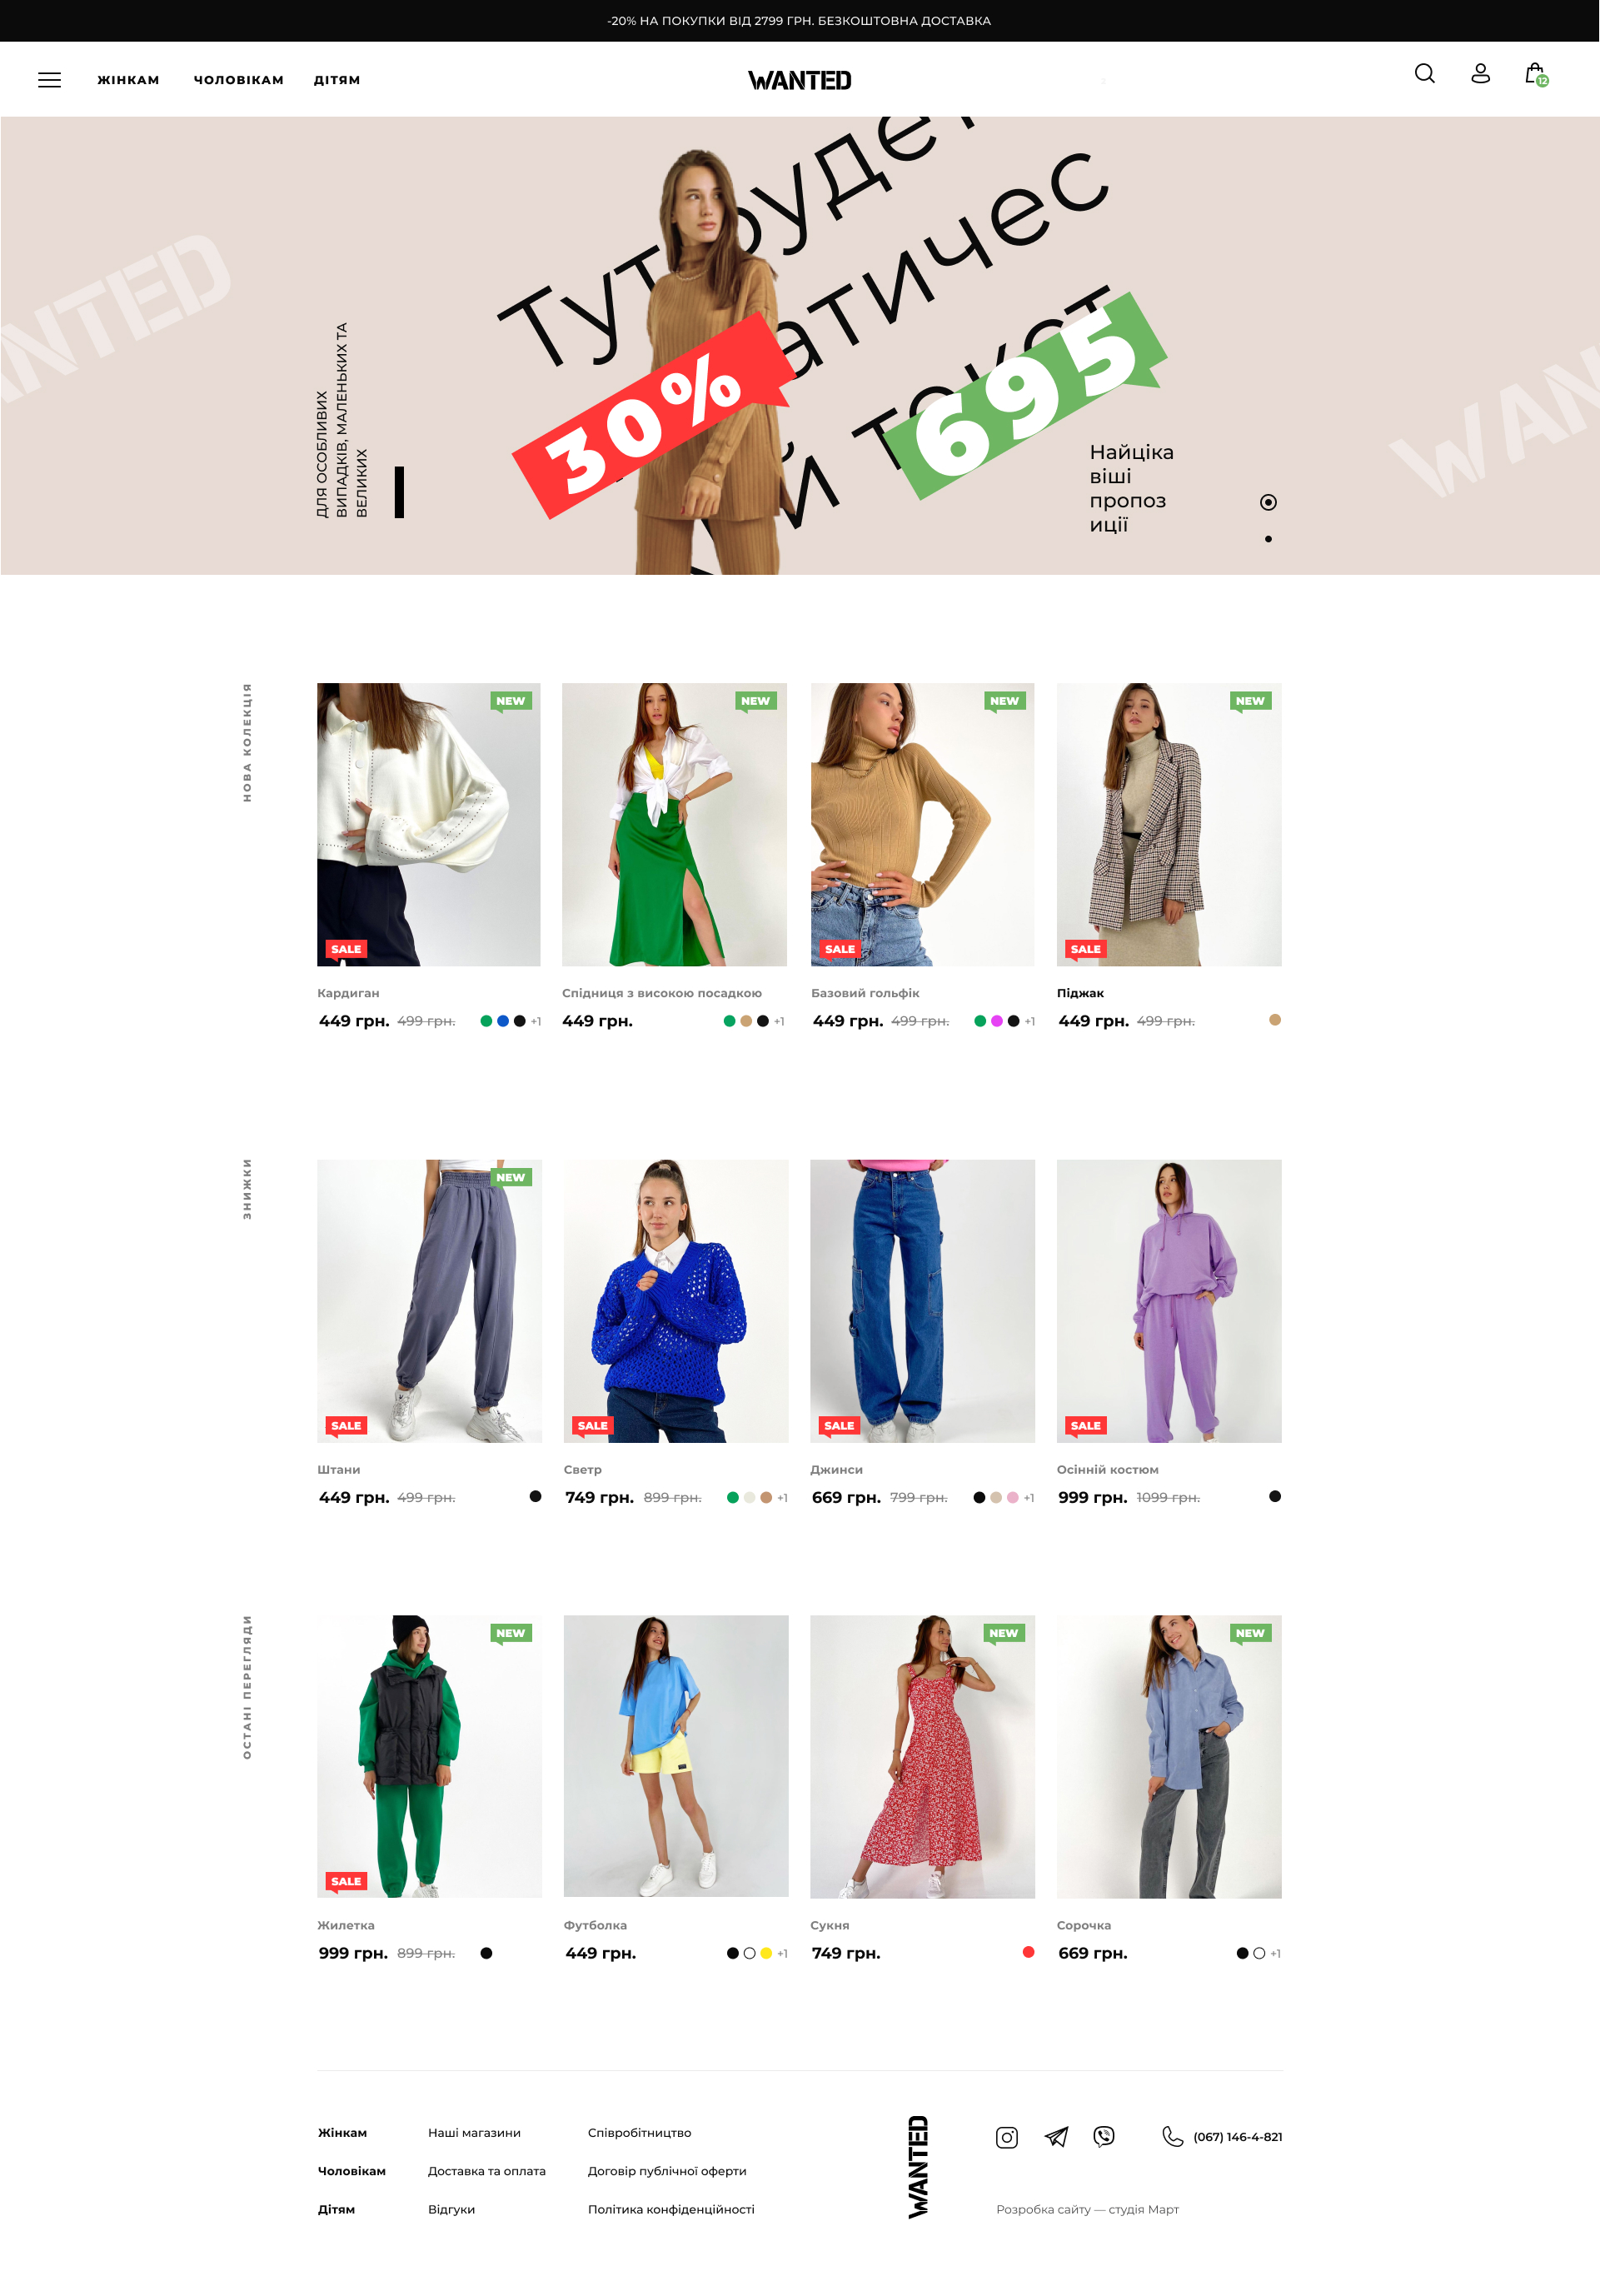 -20% НА ПОКУПКИ ВІД 2799 ГРН. БЕЗКОШТОВНА ДОСТАВКА
ЖІНКАМ
ЧОЛОВІКАМ
ДІТЯМ
WANTED
12
WANTED
Тут будет
тематичес
кий текст
30%
695
ДЛЯ ОСОБЛИВИХ
ВИПАДКІВ, МАЛЕНЬКИХ ТА
ВЕЛИКИХ
Найціка
віші
пропоз
иції
WAN
НОВА КОЛЕКЦІЯ
NEW
NEW
NEW
NEW
SALE
SALE
SALE
Кардиган
449 грн. 499 грн. +1
Спідниця з високою посадкою
449 грн. +1
Базовий гольфік
449 грн. 499 грн. +1
Піджак
449 грн. 499 грн.
ЗНИЖКИ
NEW
SALE
SALE
SALE
SALE
Штани
449 грн. 499 грн.
Светр
749 грн. 899 грн. +1
Джинси
669 грн. 799 грн. +1
Осінній костюм
999 грн. 1099 грн.
ОСТАНІ ПЕРЕГЛЯДИ
NEW
NEW
NEW
SALE
Жилетка
999 грн. 899 грн.
Футболка
449 грн. +1
Сукня
749 грн.
Сорочка
669 грн. +1
Жінкам
Чоловікам
Дітям
Наші магазини
Доставка та оплата
Відгуки
Співробітництво
Договір публічної оферти
Політика конфіденційності
WANTED
(067) 146-4-821
Розробка сайту — студія Март